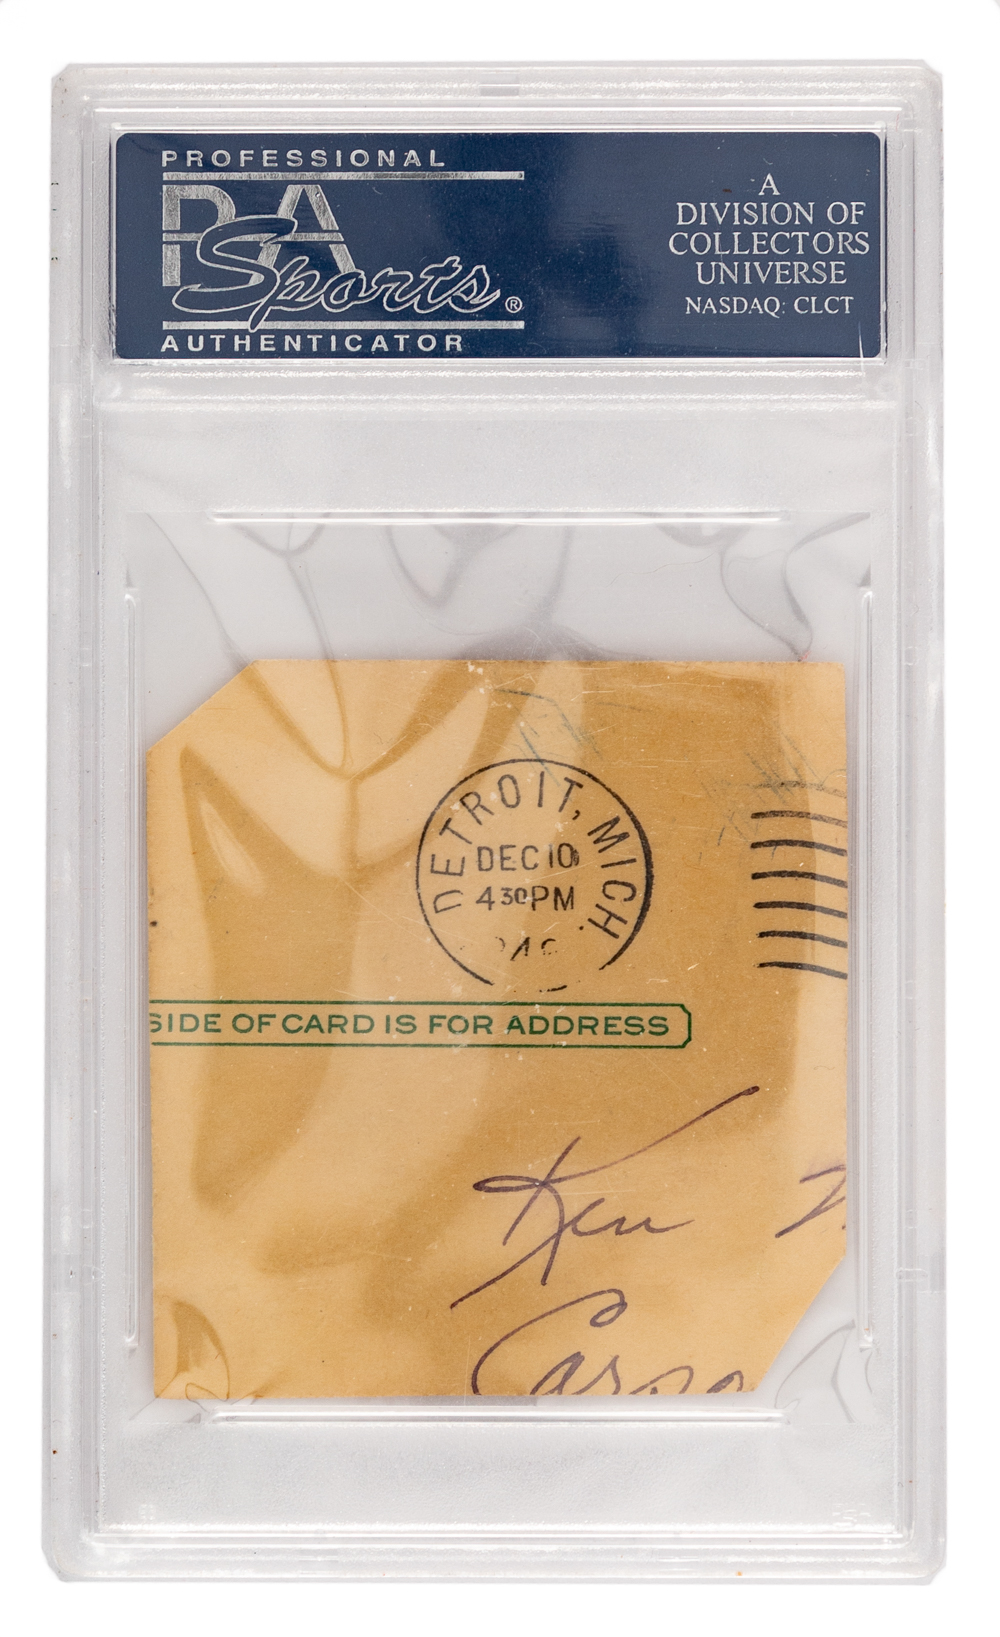 PROFESSIONAL
PSA
Sports®
AUTHENTICATOR
A
DIVISION OF
COLLECTORS
UNIVERSE
NASDAQ: CLCT
DETROIT, MICH.
DEC 10
4 30 PM
SIDE OF CARD IS FOR ADDRESS
Ken